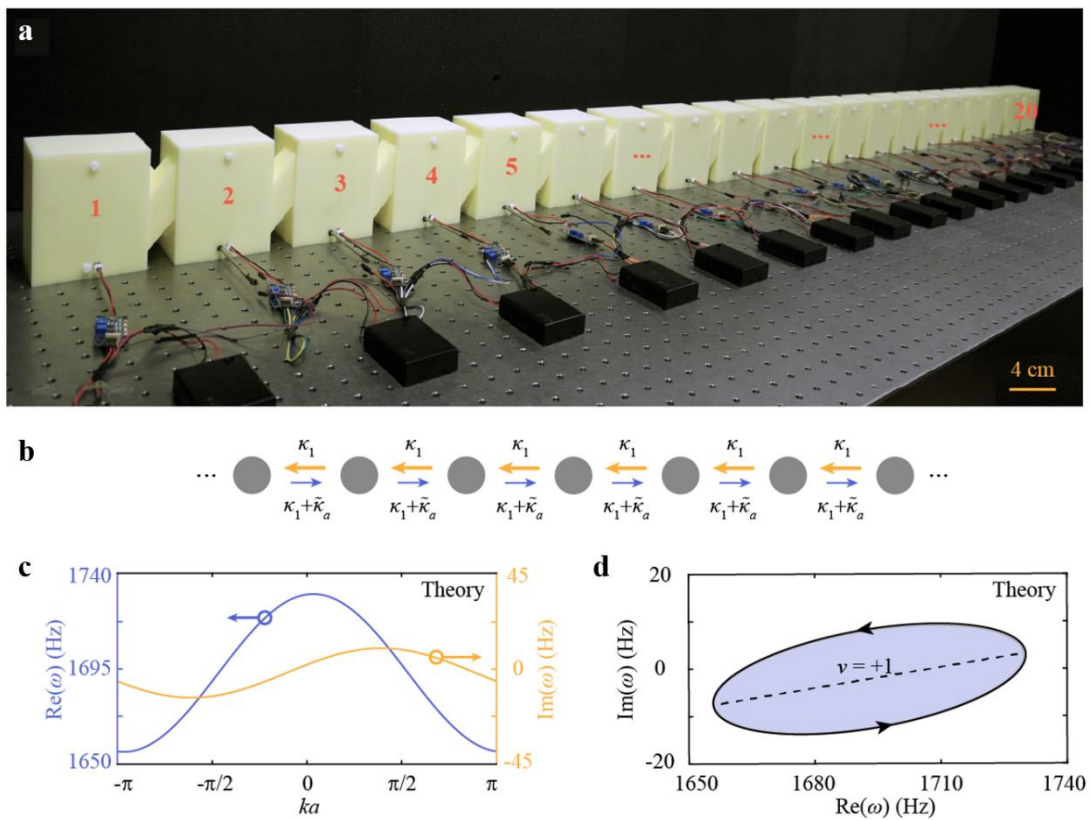 a
1
2
3
4
5
...
...
...
20
4 cm
b
κ₁ κ₁ κ₁ κ₁ κ₁ κ₁
... ...
κ₁+κ̃ₐ κ₁+κ̃ₐ κ₁+κ̃ₐ κ₁+κ̃ₐ κ₁+κ̃ₐ κ₁+κ̃ₐ
c
Theory
Re(ω) (Hz)
1740
1695
1650
Im(ω) (Hz)
45
0
-45
-π -π/2 0 π/2 π
ka
d
Theory
Im(ω) (Hz)
20
0
-20
ν = +1
1650 1680 1710 1740
Re(ω) (Hz)